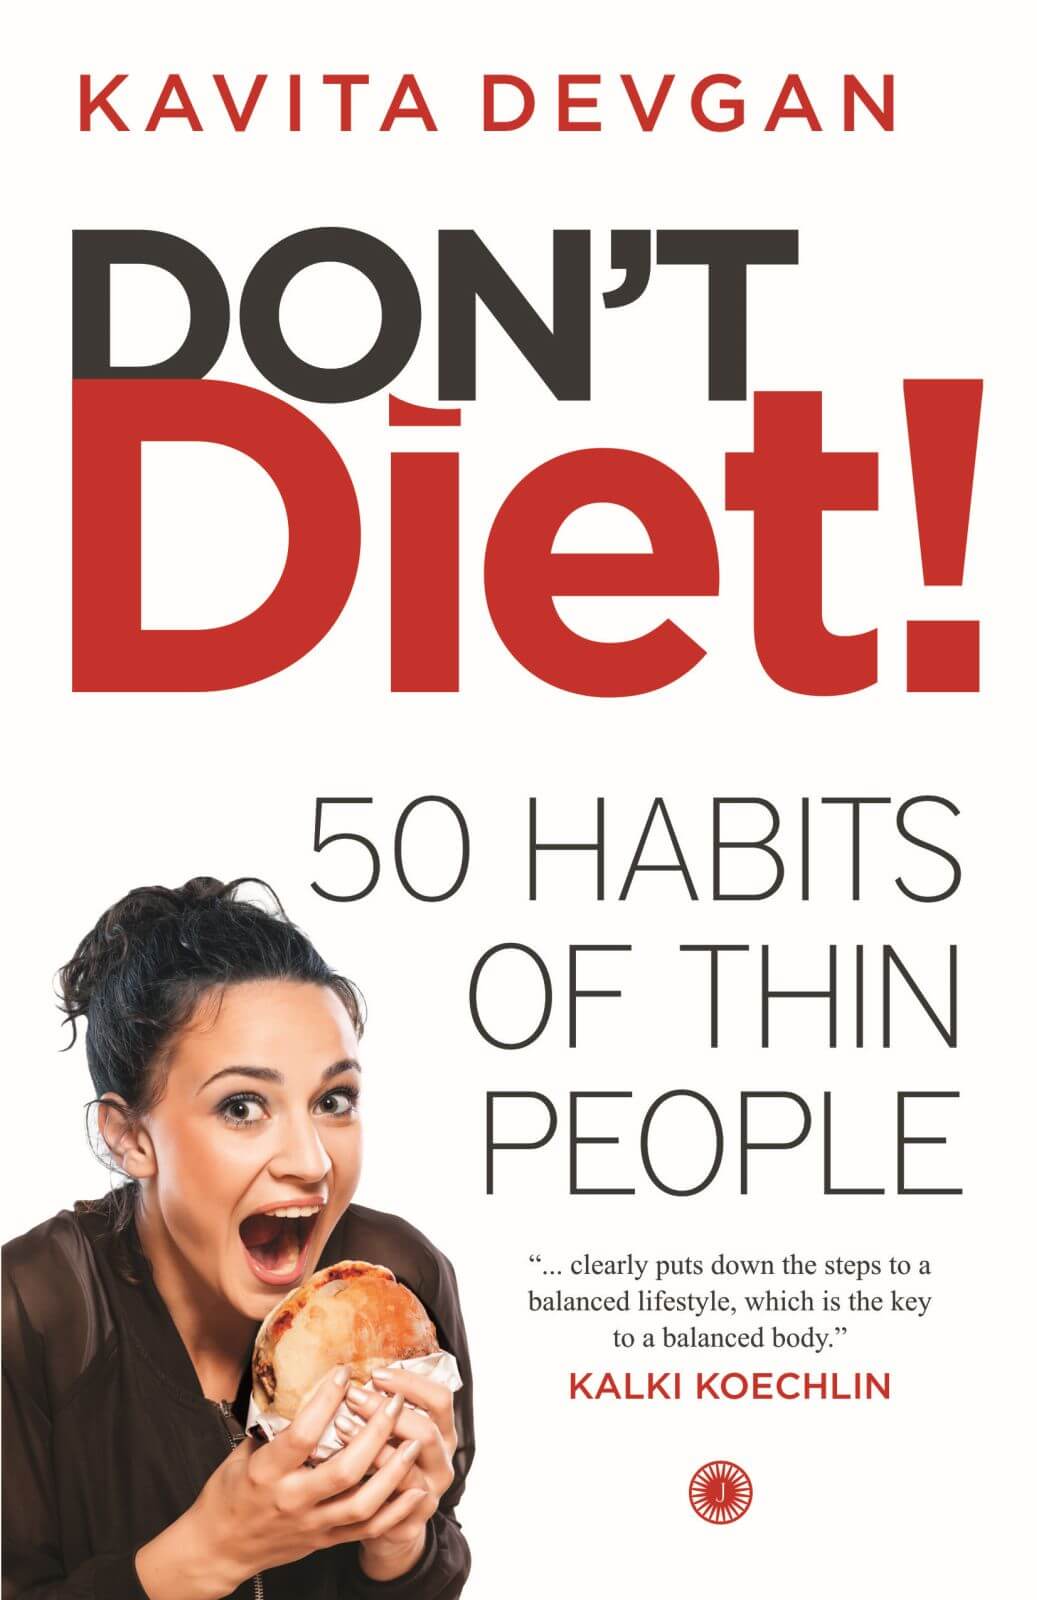 KAVITA DEVGAN
DON'T
Diet!
50 HABITS
OF THIN
PEOPLE
“... clearly puts down the steps to a
balanced lifestyle, which is the key
to a balanced body.”
KALKI KOECHLIN
J